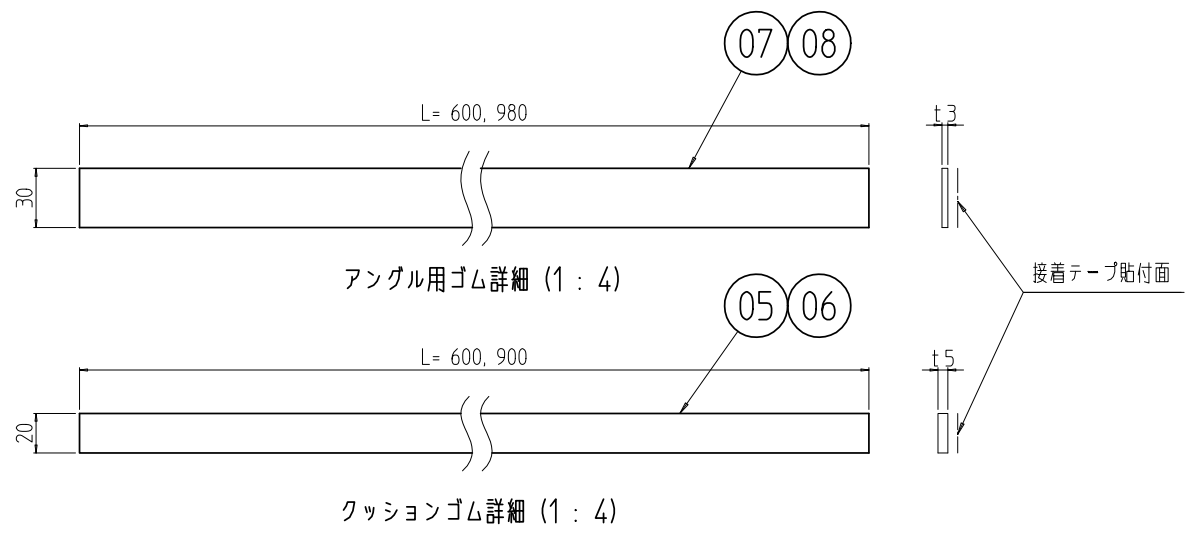 07 08
L= 600, 980
t3
30
アングル用ゴム詳細 (1 : 4)
接着テープ貼付面
05 06
L= 600, 900
t5
20
クッションゴム詳細 (1 : 4)